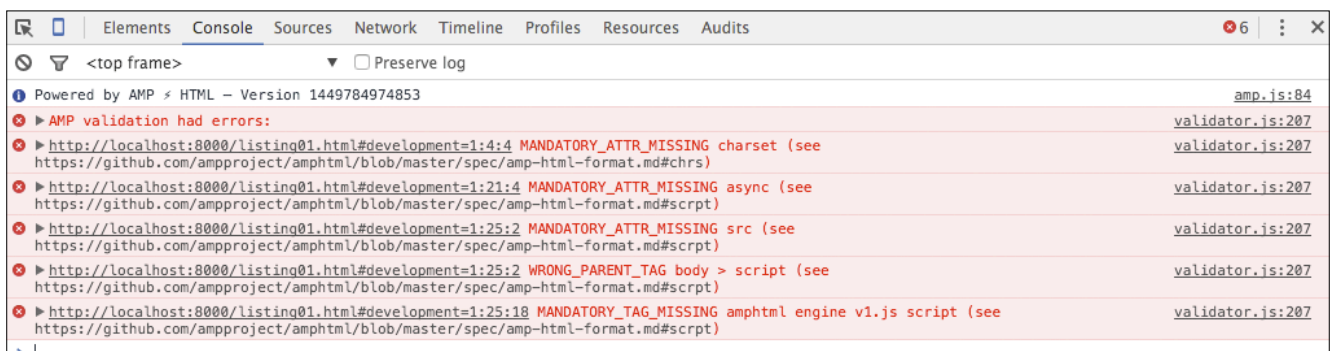 Elements Console Sources Network Timeline Profiles Resources Audits 6
<top frame> ▼ Preserve log
Powered by AMP ⚡ HTML – Version 1449784974853 amp.js:84
▶AMP validation had errors: validator.js:207
▶http://localhost:8000/listing01.html#development=1:4:4 MANDATORY_ATTR_MISSING charset (see validator.js:207
https://github.com/ampproject/amphtml/blob/master/spec/amp-html-format.md#chrs)
▶http://localhost:8000/listing01.html#development=1:21:4 MANDATORY_ATTR_MISSING async (see validator.js:207
https://github.com/ampproject/amphtml/blob/master/spec/amp-html-format.md#scrpt)
▶http://localhost:8000/listing01.html#development=1:25:2 MANDATORY_ATTR_MISSING src (see validator.js:207
https://github.com/ampproject/amphtml/blob/master/spec/amp-html-format.md#scrpt)
▶http://localhost:8000/listing01.html#development=1:25:2 WRONG_PARENT_TAG body > script (see validator.js:207
https://github.com/ampproject/amphtml/blob/master/spec/amp-html-format.md#scrpt)
▶http://localhost:8000/listing01.html#development=1:25:18 MANDATORY_TAG_MISSING amphtml engine v1.js script (see validator.js:207
https://github.com/ampproject/amphtml/blob/master/spec/amp-html-format.md#scrpt)